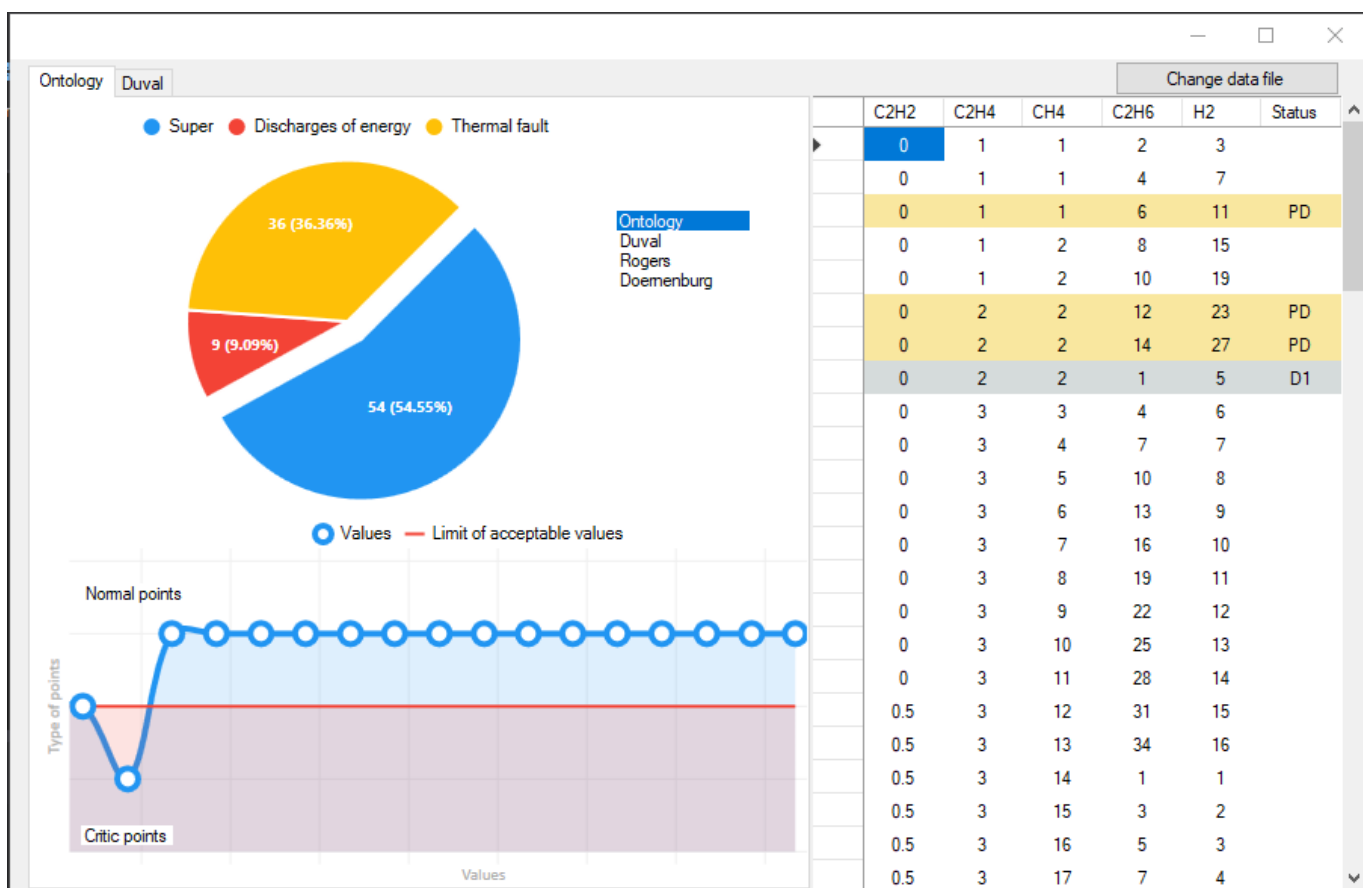 Ontology Duval
Change data file
Super Discharges of energy Thermal fault
36 (36.36%)
9 (9.09%)
54 (54.55%)
Ontology
Duval
Rogers
Doernenburg
Values Limit of acceptable values
Normal points
Type of points
Critic points
Values
C2H2 C2H4 CH4 C2H6 H2 Status
0 1 1 2 3
0 1 1 4 7
0 1 1 6 11 PD
0 1 2 8 15
0 1 2 10 19
0 2 2 12 23 PD
0 2 2 14 27 PD
0 2 2 1 5 D1
0 3 3 4 6
0 3 4 7 7
0 3 5 10 8
0 3 6 13 9
0 3 7 16 10
0 3 8 19 11
0 3 9 22 12
0 3 10 25 13
0 3 11 28 14
0.5 3 12 31 15
0.5 3 13 34 16
0.5 3 14 1 1
0.5 3 15 3 2
0.5 3 16 5 3
0.5 3 17 7 4